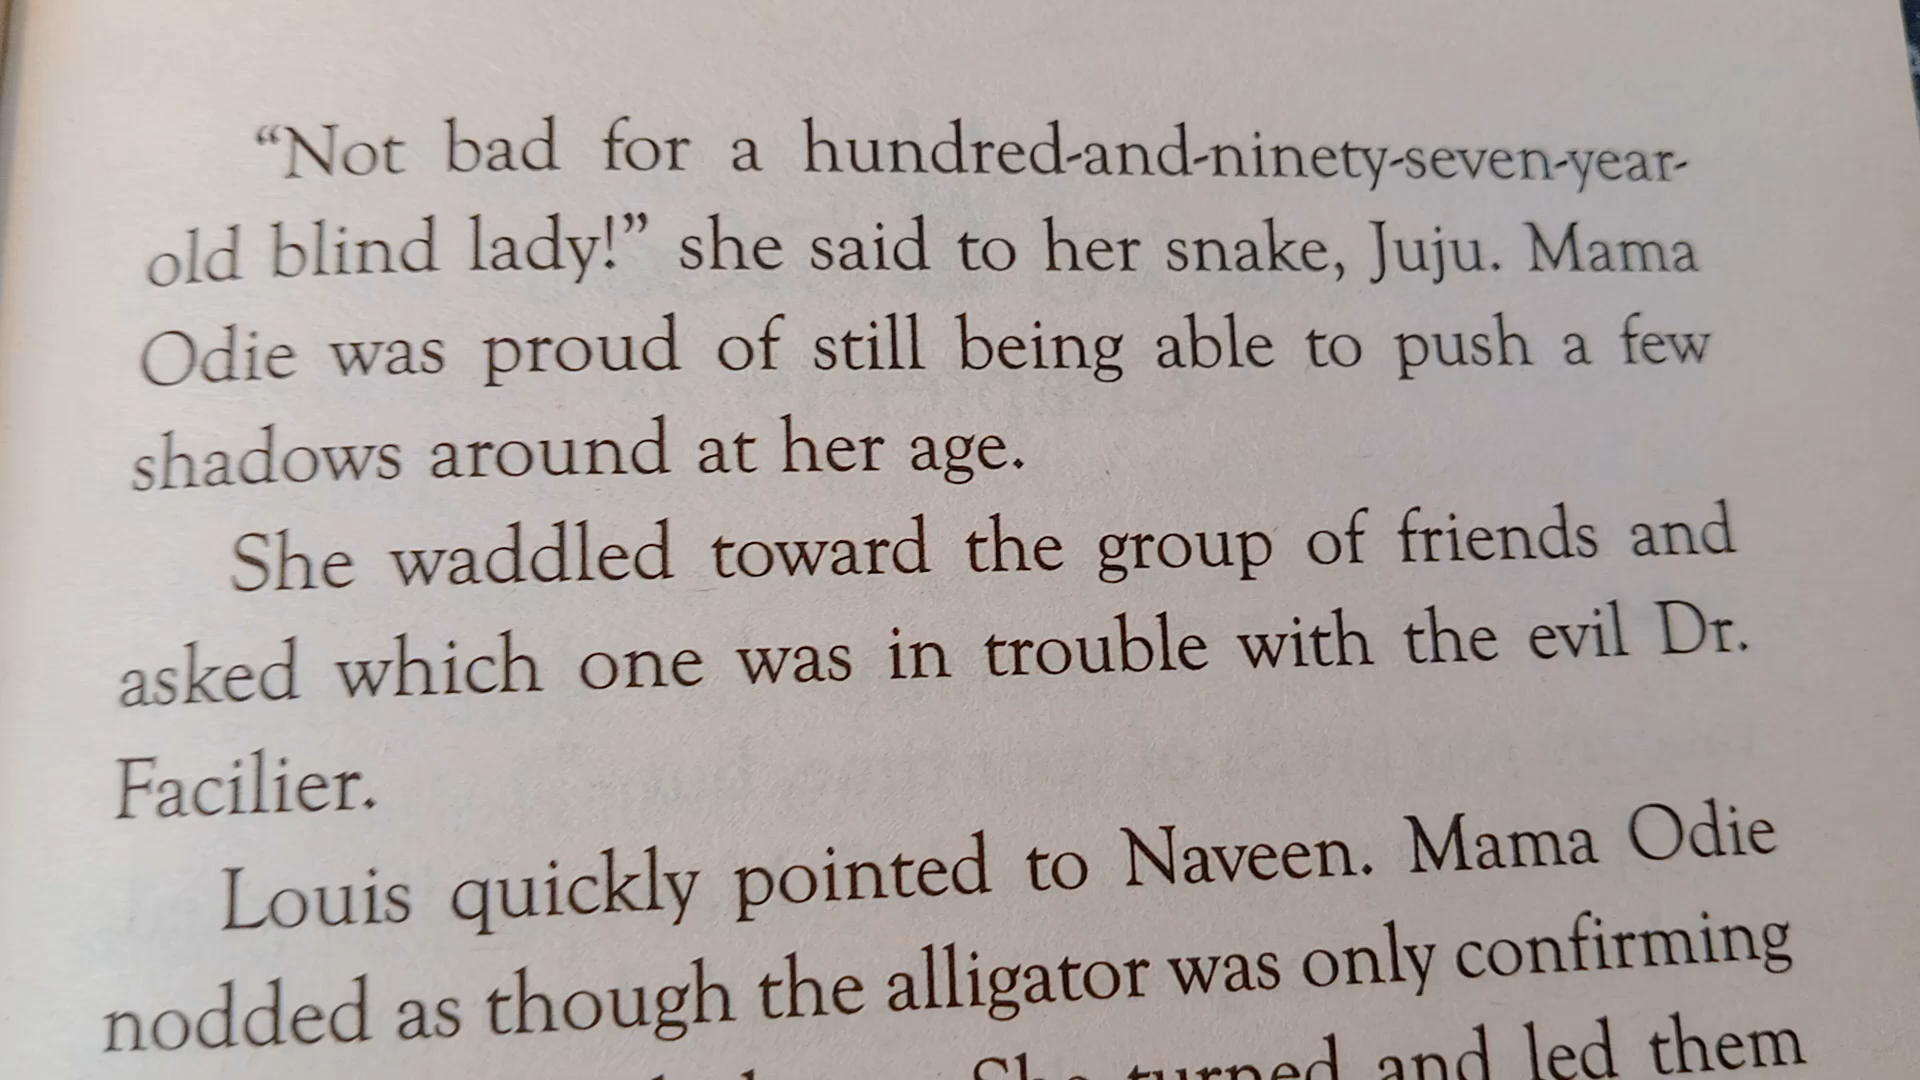 “Not bad for a hundred-and-ninety-seven-year-
old blind lady!” she said to her snake, Juju. Mama
Odie was proud of still being able to push a few
shadows around at her age.
She waddled toward the group of friends and
asked which one was in trouble with the evil Dr.
Facilier.
Louis quickly pointed to Naveen. Mama Odie
nodded as though the alligator was only confirming
She turned and led them